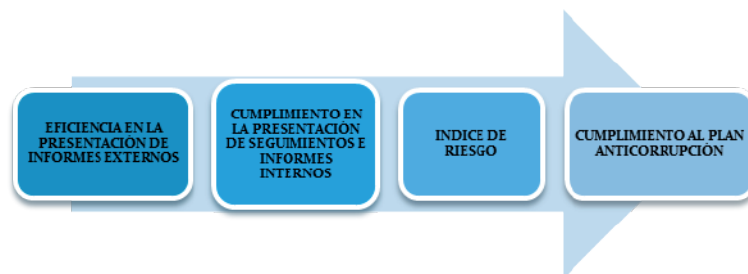 EFICIENCIA EN LA
PRESENTACIÓN DE
INFORMES EXTERNOS
CUMPLIMIENTO EN
LA PRESENTACIÓN
DE SEGUIMIENTOS E
INFORMES
INTERNOS
INDICE DE
RIESGO
CUMPLIMIENTO AL PLAN
ANTICORRUPCIÓN